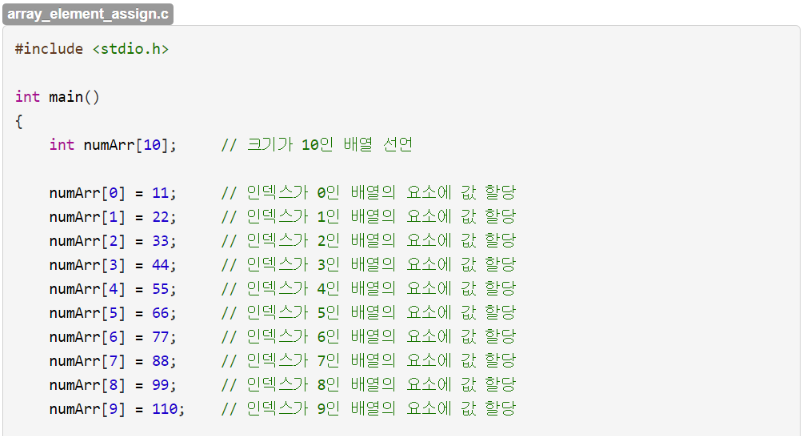 array_element_assign.c
#include <stdio.h>
int main()
{
int numArr[10];     // 크기가 10인 배열 선언
numArr[0] = 11;     // 인덱스가 0인 배열의 요소에 값 할당
numArr[1] = 22;     // 인덱스가 1인 배열의 요소에 값 할당
numArr[2] = 33;     // 인덱스가 2인 배열의 요소에 값 할당
numArr[3] = 44;     // 인덱스가 3인 배열의 요소에 값 할당
numArr[4] = 55;     // 인덱스가 4인 배열의 요소에 값 할당
numArr[5] = 66;     // 인덱스가 5인 배열의 요소에 값 할당
numArr[6] = 77;     // 인덱스가 6인 배열의 요소에 값 할당
numArr[7] = 88;     // 인덱스가 7인 배열의 요소에 값 할당
numArr[8] = 99;     // 인덱스가 8인 배열의 요소에 값 할당
numArr[9] = 110;    // 인덱스가 9인 배열의 요소에 값 할당